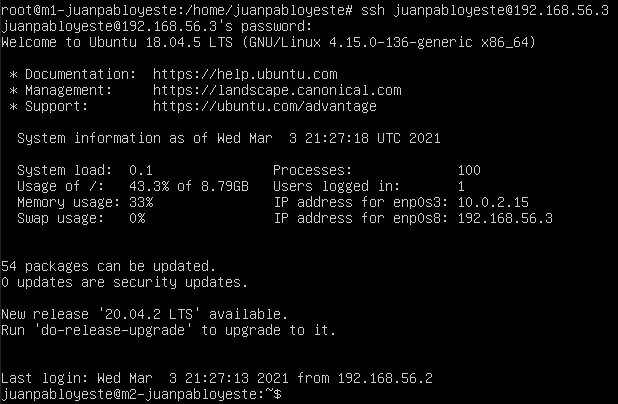 root@m1-juanpabloyeste:/home/juanpabloyeste# ssh juanpabloyeste@192.168.56.3
juanpabloyeste@192.168.56.3's password:
Welcome to Ubuntu 18.04.5 LTS (GNU/Linux 4.15.0-136-generic x86_64)

 * Documentation:  https://help.ubuntu.com
 * Management:     https://landscape.canonical.com
 * Support:        https://ubuntu.com/advantage

  System information as of Wed Mar  3 21:27:18 UTC 2021

  System load:  0.1               Processes:             100
  Usage of /:   43.3% of 8.79GB   Users logged in:       1
  Memory usage: 33%               IP address for enp0s3: 10.0.2.15
  Swap usage:   0%                IP address for enp0s8: 192.168.56.3


54 packages can be updated.
0 updates are security updates.

New release '20.04.2 LTS' available.
Run 'do-release-upgrade' to upgrade to it.


Last login: Wed Mar  3 21:27:13 2021 from 192.168.56.2
juanpabloyeste@m2-juanpabloyeste:~$